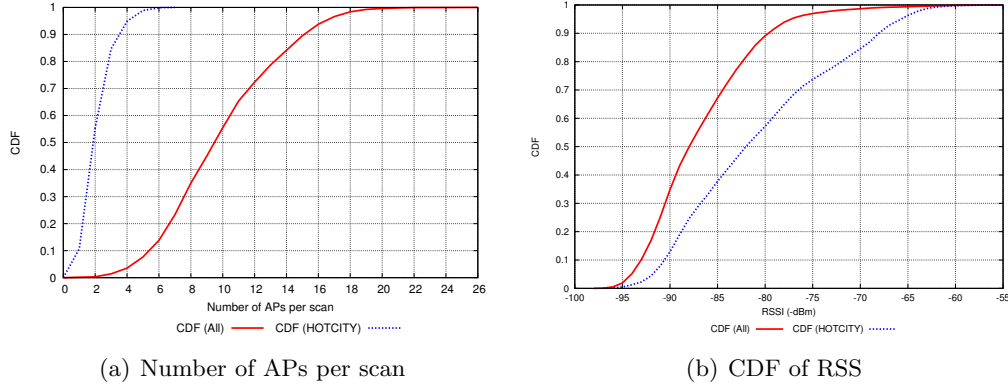 1
0.9
0.8
0.7
0.6
0.5
0.4
0.3
0.2
0.1
0
CDF
0 2 4 6 8 10 12 14 16 18 20 22 24 26
Number of APs per scan
CDF (All) CDF (HOTCITY)
(a) Number of APs per scan
1
0.9
0.8
0.7
0.6
0.5
0.4
0.3
0.2
0.1
0
CDF
-100 -95 -90 -85 -80 -75 -70 -65 -60 -55
RSSI (-dBm)
CDF (All) CDF (HOTCITY)
(b) CDF of RSS